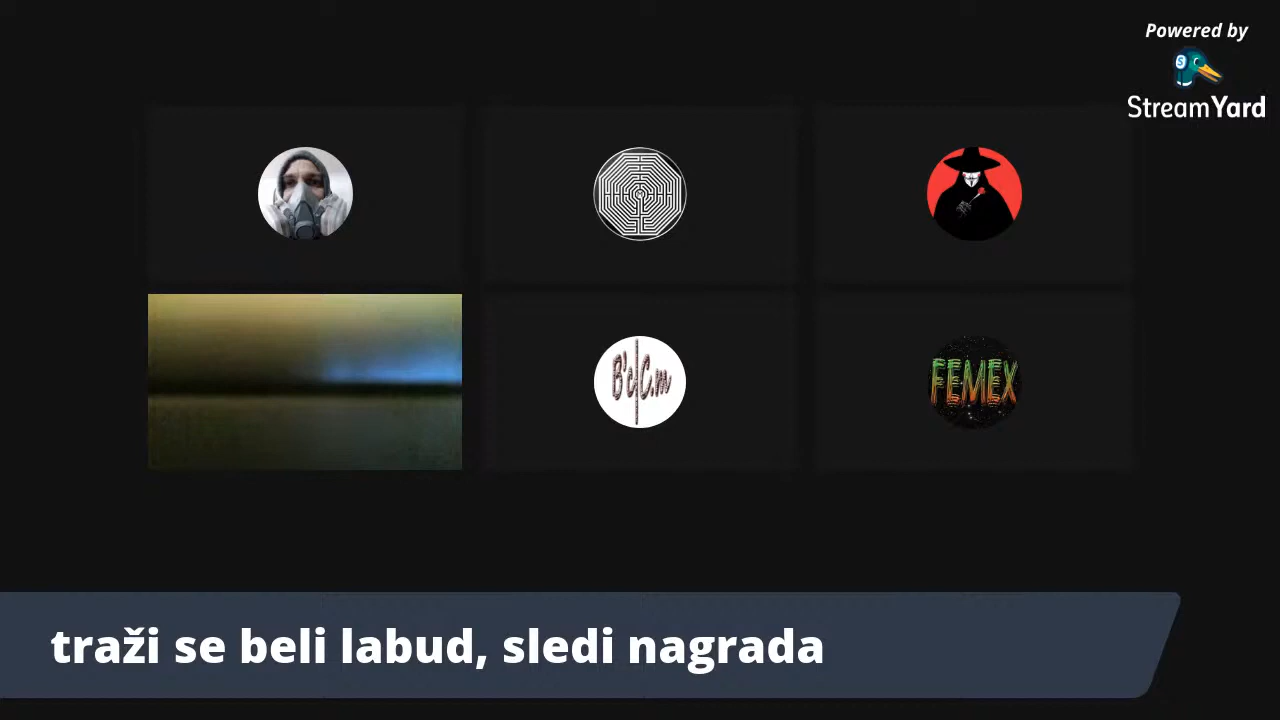 Powered by
StreamYard
B'c|C.m
FEMEX
traži se beli labud, sledi nagrada